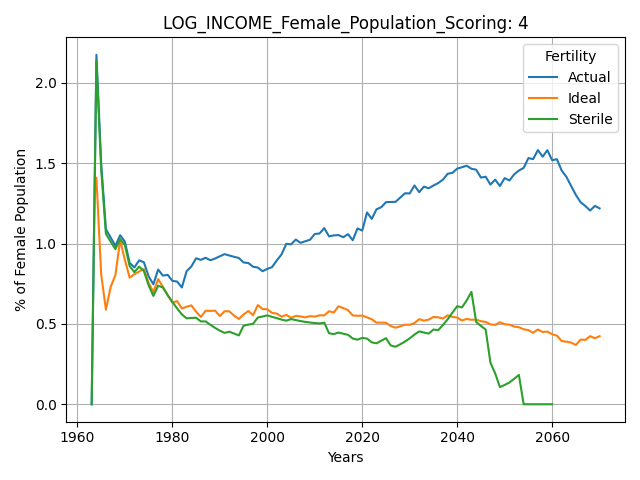 LOG_INCOME_Female_Population_Scoring: 4
Fertility
Actual
Ideal
Sterile
% of Female Population
2.0
1.5
1.0
0.5
0.0
1960
1980
2000
2020
2040
2060
Years